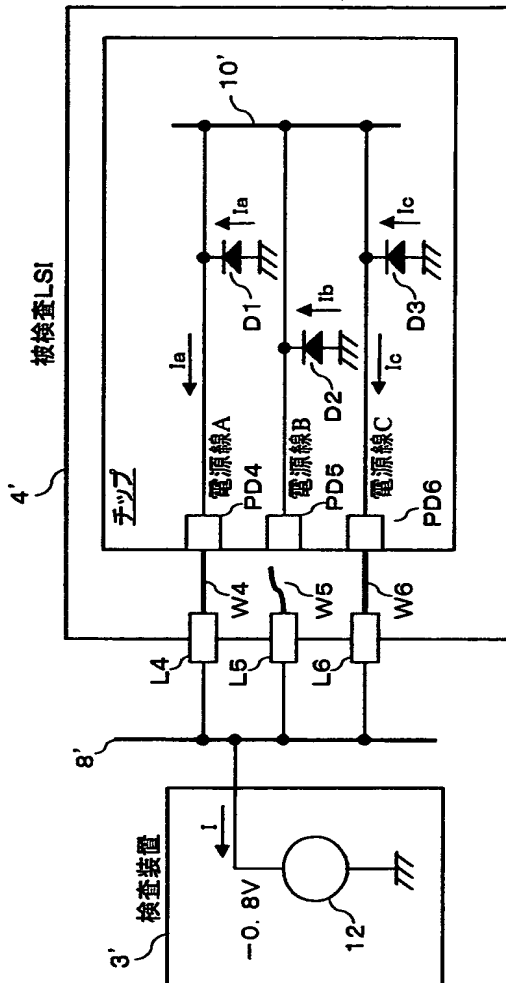 被検査LSI
4'
チップ
10'
Ia
Ia
D1
電源線A
PD4
Ib
D2
電源線B
PD5
Ic
Ic
D3
電源線C
PD6
W4
W5
W6
L4
L5
L6
8'
検査装置
3'
I
−0.8V
12